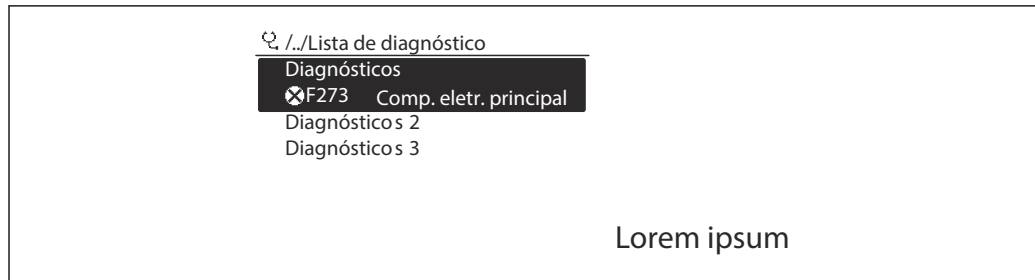 /../Lista de diagnóstico
Diagnósticos
F273 Comp. eletr. principal
Diagnósticos 2
Diagnósticos 3
Lorem ipsum